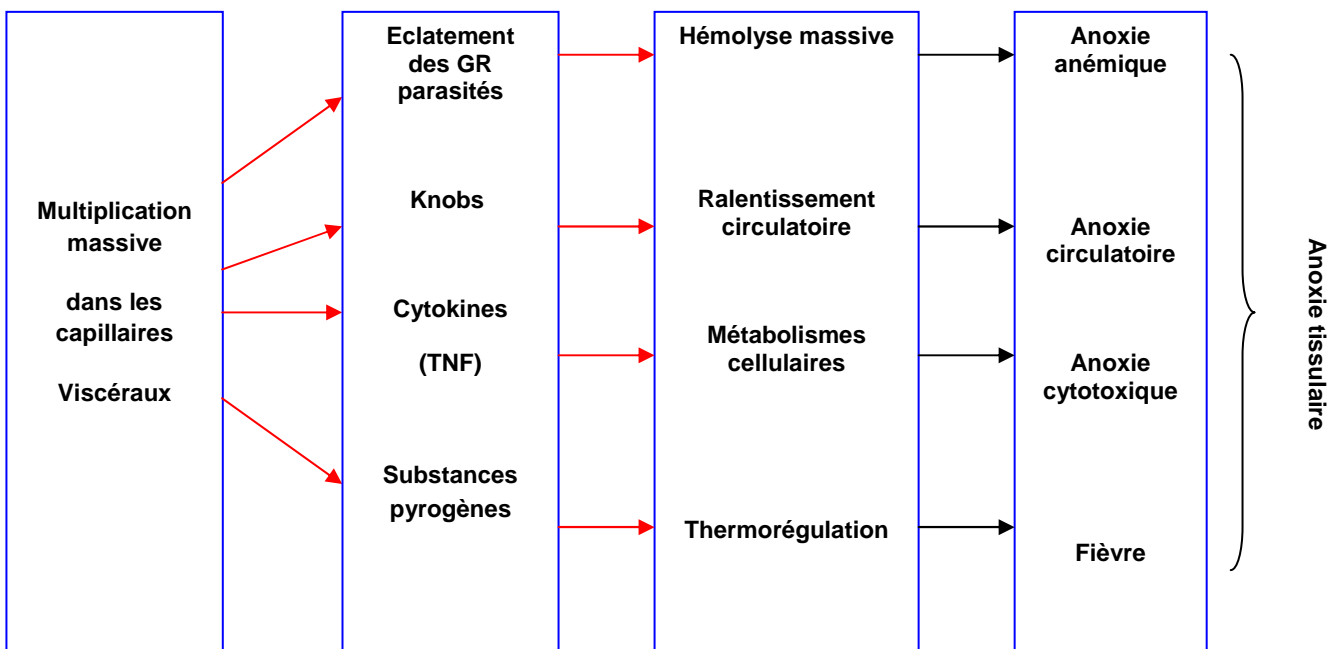 Multiplication
massive
dans les
capillaires
Viscéraux
Eclatement
des GR
parasités
Knobs
Cytokines
(TNF)
Substances
pyrogènes
Hémolyse massive
Ralentissement
circulatoire
Métabolismes
cellulaires
Thermorégulation
Anoxie
anémique
Anoxie
circulatoire
Anoxie
cytotoxique
Fièvre
Anoxie tissulaire